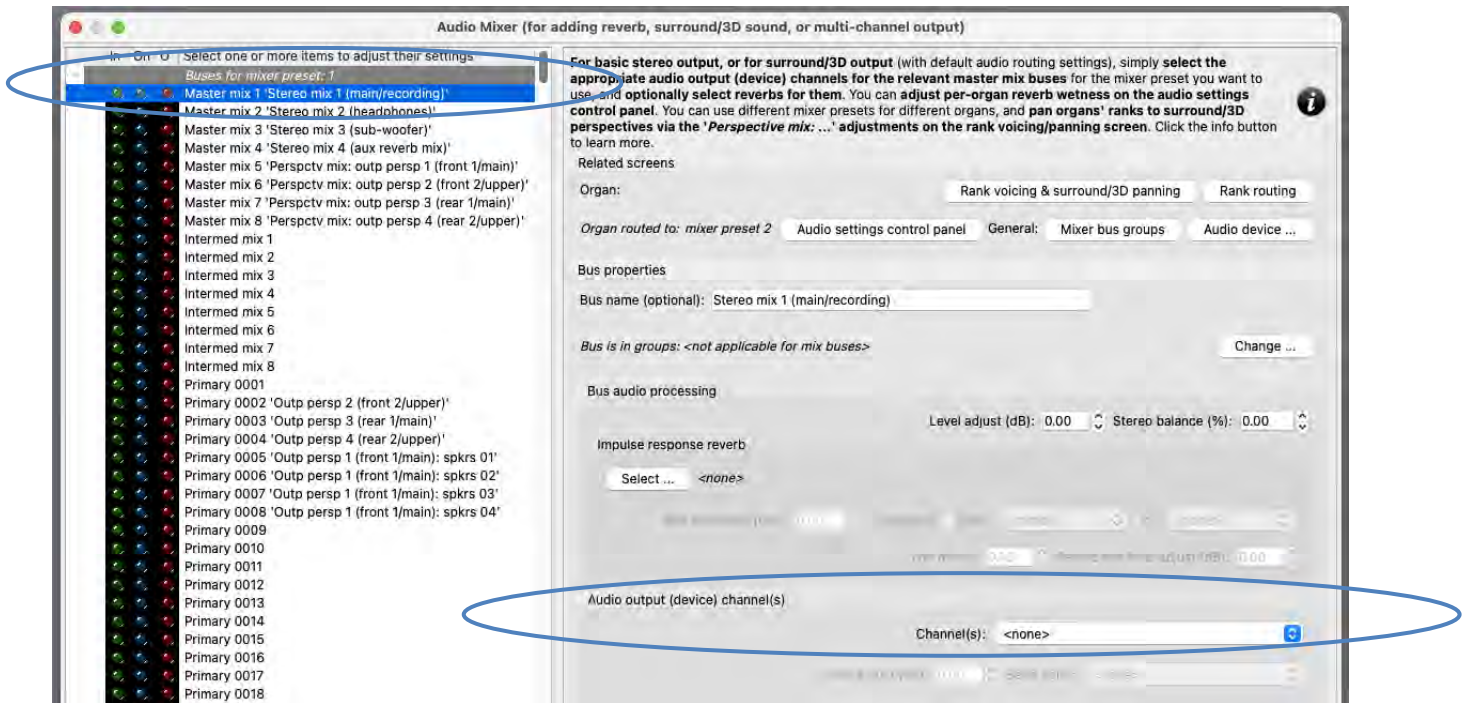 Audio Mixer (for adding reverb, surround/3D sound, or multi-channel output)
In On O Select one or more items to adjust their settings
Buses for mixer preset: 1
Master mix 1 'Stereo mix 1 (main/recording)'
Master mix 2 'Stereo mix 2 (headphones)'
Master mix 3 'Stereo mix 3 (sub-woofer)'
Master mix 4 'Stereo mix 4 (aux reverb mix)'
Master mix 5 'Perspctv mix: outp persp 1 (front 1/main)'
Master mix 6 'Perspctv mix: outp persp 2 (front 2/upper)'
Master mix 7 'Perspctv mix: outp persp 3 (rear 1/main)'
Master mix 8 'Perspctv mix: outp persp 4 (rear 2/upper)'
Intermed mix 1
Intermed mix 2
Intermed mix 3
Intermed mix 4
Intermed mix 5
Intermed mix 6
Intermed mix 7
Intermed mix 8
Primary 0001
Primary 0002 'Outp persp 2 (front 2/upper)'
Primary 0003 'Outp persp 3 (rear 1/main)'
Primary 0004 'Outp persp 4 (rear 2/upper)'
Primary 0005 'Outp persp 1 (front 1/main): spkrs 01'
Primary 0006 'Outp persp 1 (front 1/main): spkrs 02'
Primary 0007 'Outp persp 1 (front 1/main): spkrs 03'
Primary 0008 'Outp persp 1 (front 1/main): spkrs 04'
Primary 0009
Primary 0010
Primary 0011
Primary 0012
Primary 0013
Primary 0014
Primary 0015
Primary 0016
Primary 0017
Primary 0018
For basic stereo output, or for surround/3D output (with default audio routing settings), simply select the
appropriate audio output (device) channels for the relevant master mix buses for the mixer preset you want to
use, and optionally select reverbs for them. You can adjust per-organ reverb wetness on the audio settings
control panel. You can use different mixer presets for different organs, and pan organs' ranks to surround/3D
perspectives via the 'Perspective mix: ...' adjustments on the rank voicing/panning screen. Click the info button
to learn more.
Related screens
Organ: Rank voicing & surround/3D panning Rank routing
Organ routed to: mixer preset 2 Audio settings control panel General: Mixer bus groups Audio device ...
Bus properties
Bus name (optional): Stereo mix 1 (main/recording)
Bus is in groups: <not applicable for mix buses> Change ...
Bus audio processing
Level adjust (dB): 0.00 Stereo balance (%): 0.00
Impulse response reverb
Select ... <none>
Audio output (device) channel(s)
Channel(s): <none>